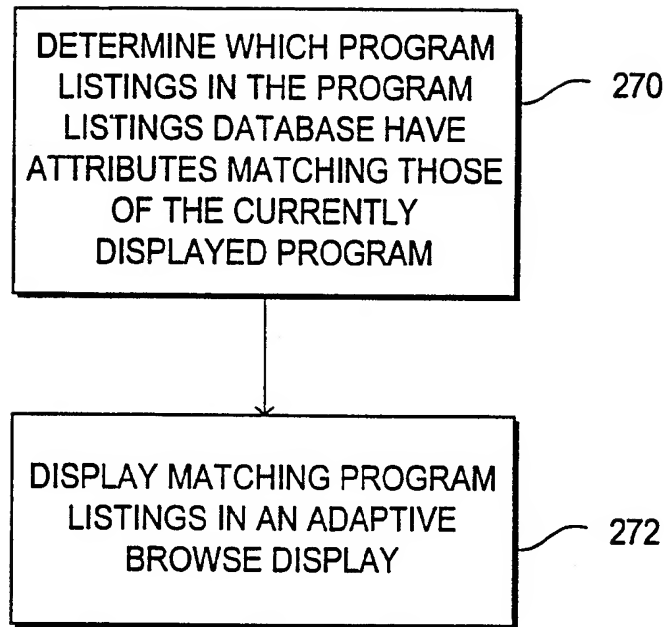 DETERMINE WHICH PROGRAM
LISTINGS IN THE PROGRAM
LISTINGS DATABASE HAVE
ATTRIBUTES MATCHING THOSE
OF THE CURRENTLY
DISPLAYED PROGRAM
270
DISPLAY MATCHING PROGRAM
LISTINGS IN AN ADAPTIVE
BROWSE DISPLAY
272